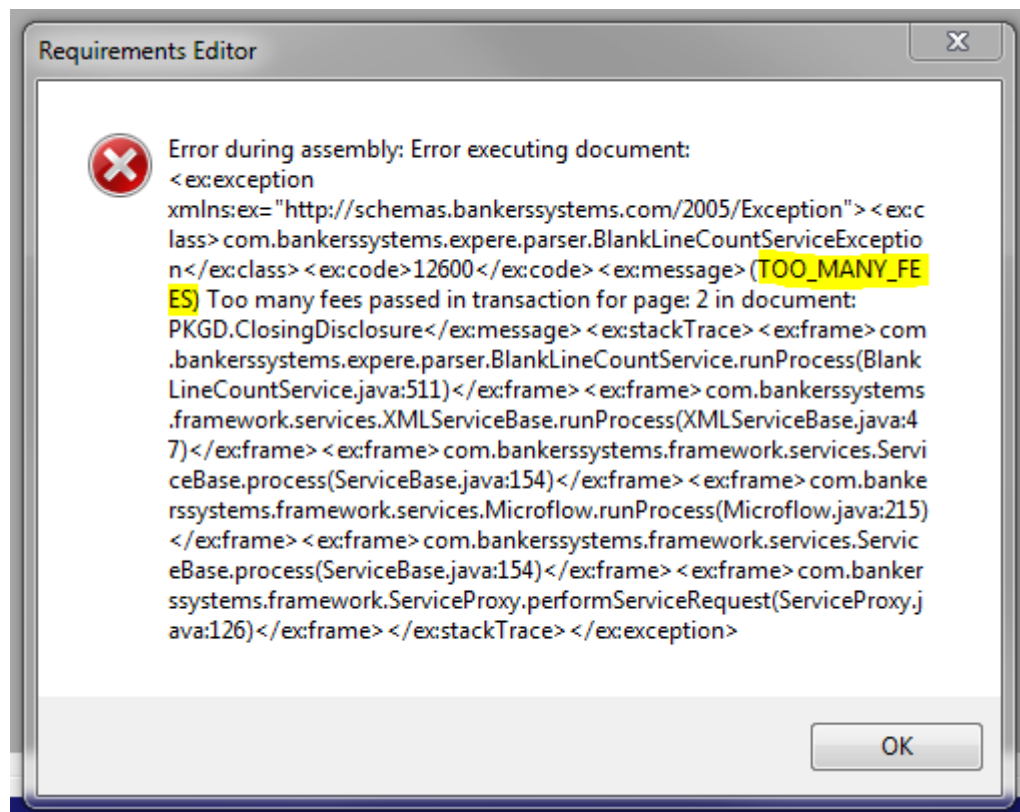 Requirements Editor
Error during assembly: Error executing document:
<ex:exception
xmlns:ex="http://schemas.bankerssystems.com/2005/Exception"><ex:c
lass>com.bankerssystems.expere.parser.BlankLineCountServiceExceptio
n</ex:class><ex:code>12600</ex:code><ex:message>(TOO_MANY_FE
ES) Too many fees passed in transaction for page: 2 in document:
PKGD.ClosingDisclosure</ex:message><ex:stackTrace><ex:frame>com
.bankerssystems.expere.parser.BlankLineCountService.runProcess(Blank
LineCountService.java:511)</ex:frame><ex:frame>com.bankerssystems
.framework.services.XMLServiceBase.runProcess(XMLServiceBase.java:4
7)</ex:frame><ex:frame>com.bankerssystems.framework.services.Servi
ceBase.process(ServiceBase.java:154)</ex:frame><ex:frame>com.banke
rssystems.framework.services.Microflow.runProcess(Microflow.java:215)
</ex:frame><ex:frame>com.bankerssystems.framework.services.Servic
eBase.process(ServiceBase.java:154)</ex:frame><ex:frame>com.banker
ssystems.framework.ServiceProxy.performServiceRequest(ServiceProxy.j
ava:126)</ex:frame></ex:stackTrace></ex:exception>
OK